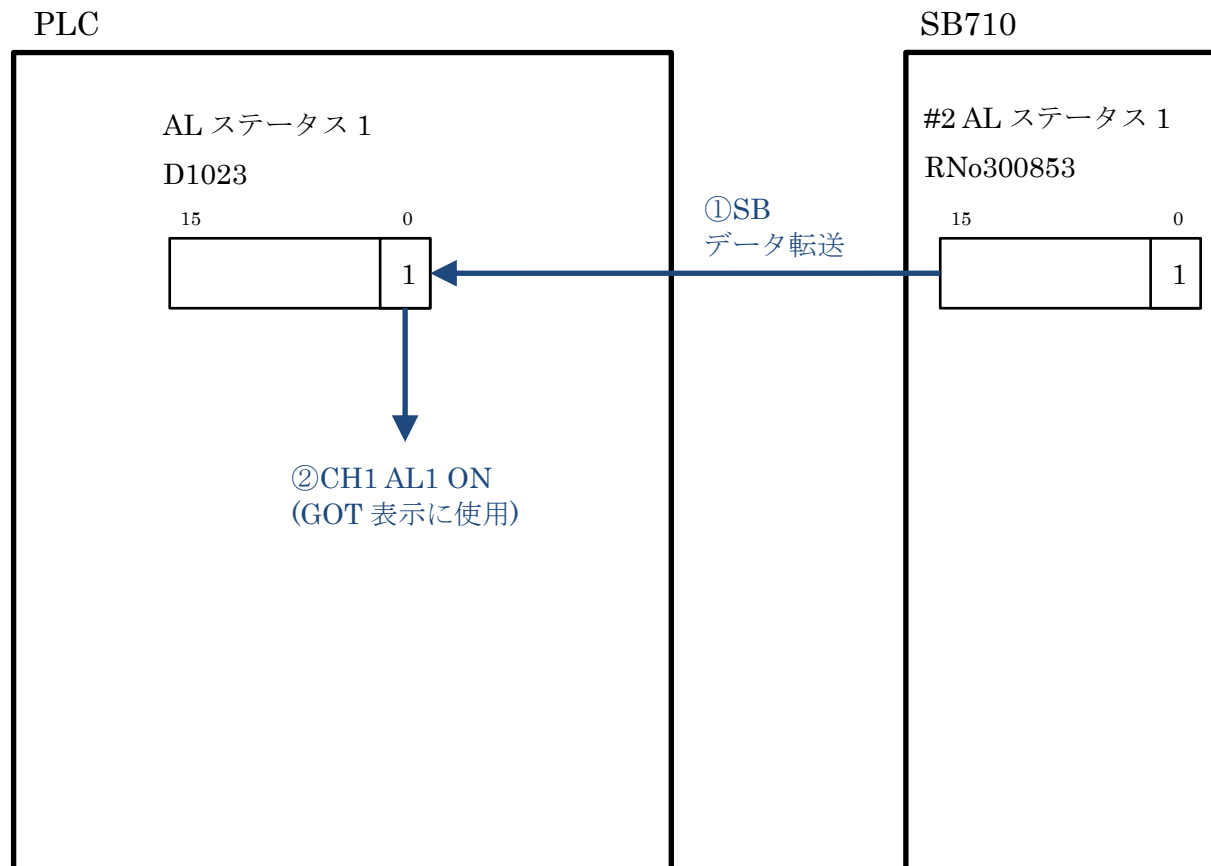 PLC
SB710
AL ステータス 1
D1023
15 0
1
#2 AL ステータス 1
RNo300853
15 0
1
①SB
データ転送
②CH1 AL1 ON
(GOT 表示に使用)